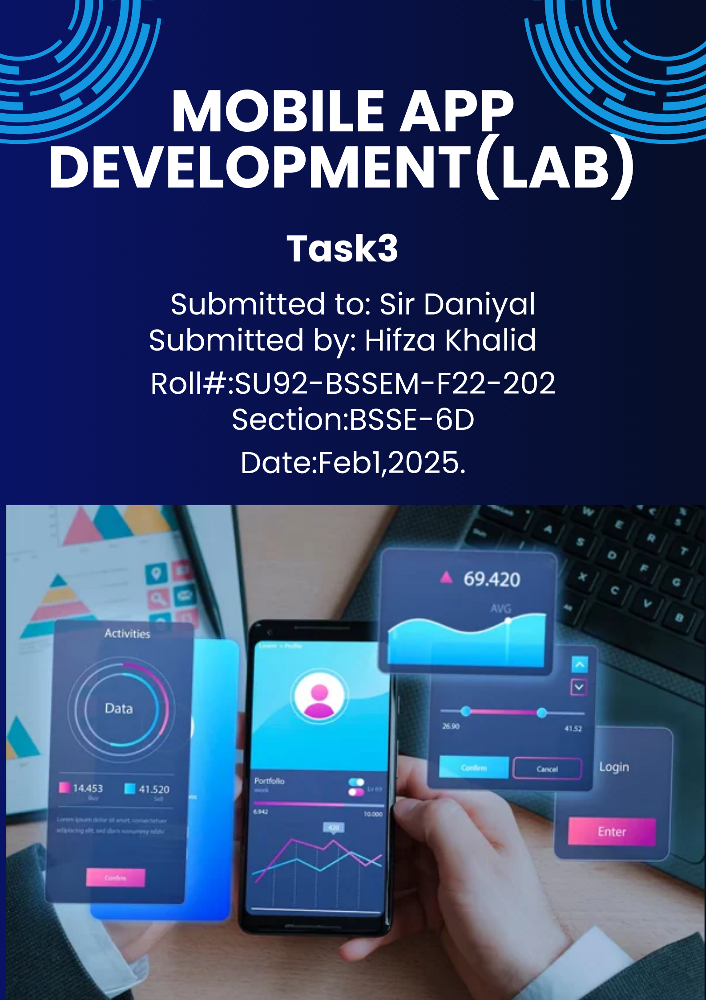 MOBILE APP
DEVELOPMENT(LAB)
Task3
Submitted to: Sir Daniyal
Submitted by: Hifza Khalid
Roll#:SU92-BSSEM-F22-202
Section:BSSE-6D
Date:Feb1,2025.
W
E
R
T
A
S
D
F
G
X
C
V
B
69.420
AVG
Activities
Data
14.453
Buy
41.520
Sell
Lorem ipsum dolor sit amet, consectetuer
adipiscing elit, sed diam nonummy nibh/
Confirm
Portfolio
week
Lv 69
6.942
10.000
420
26.90
41.52
Confirm
Cancel
Login
Enter